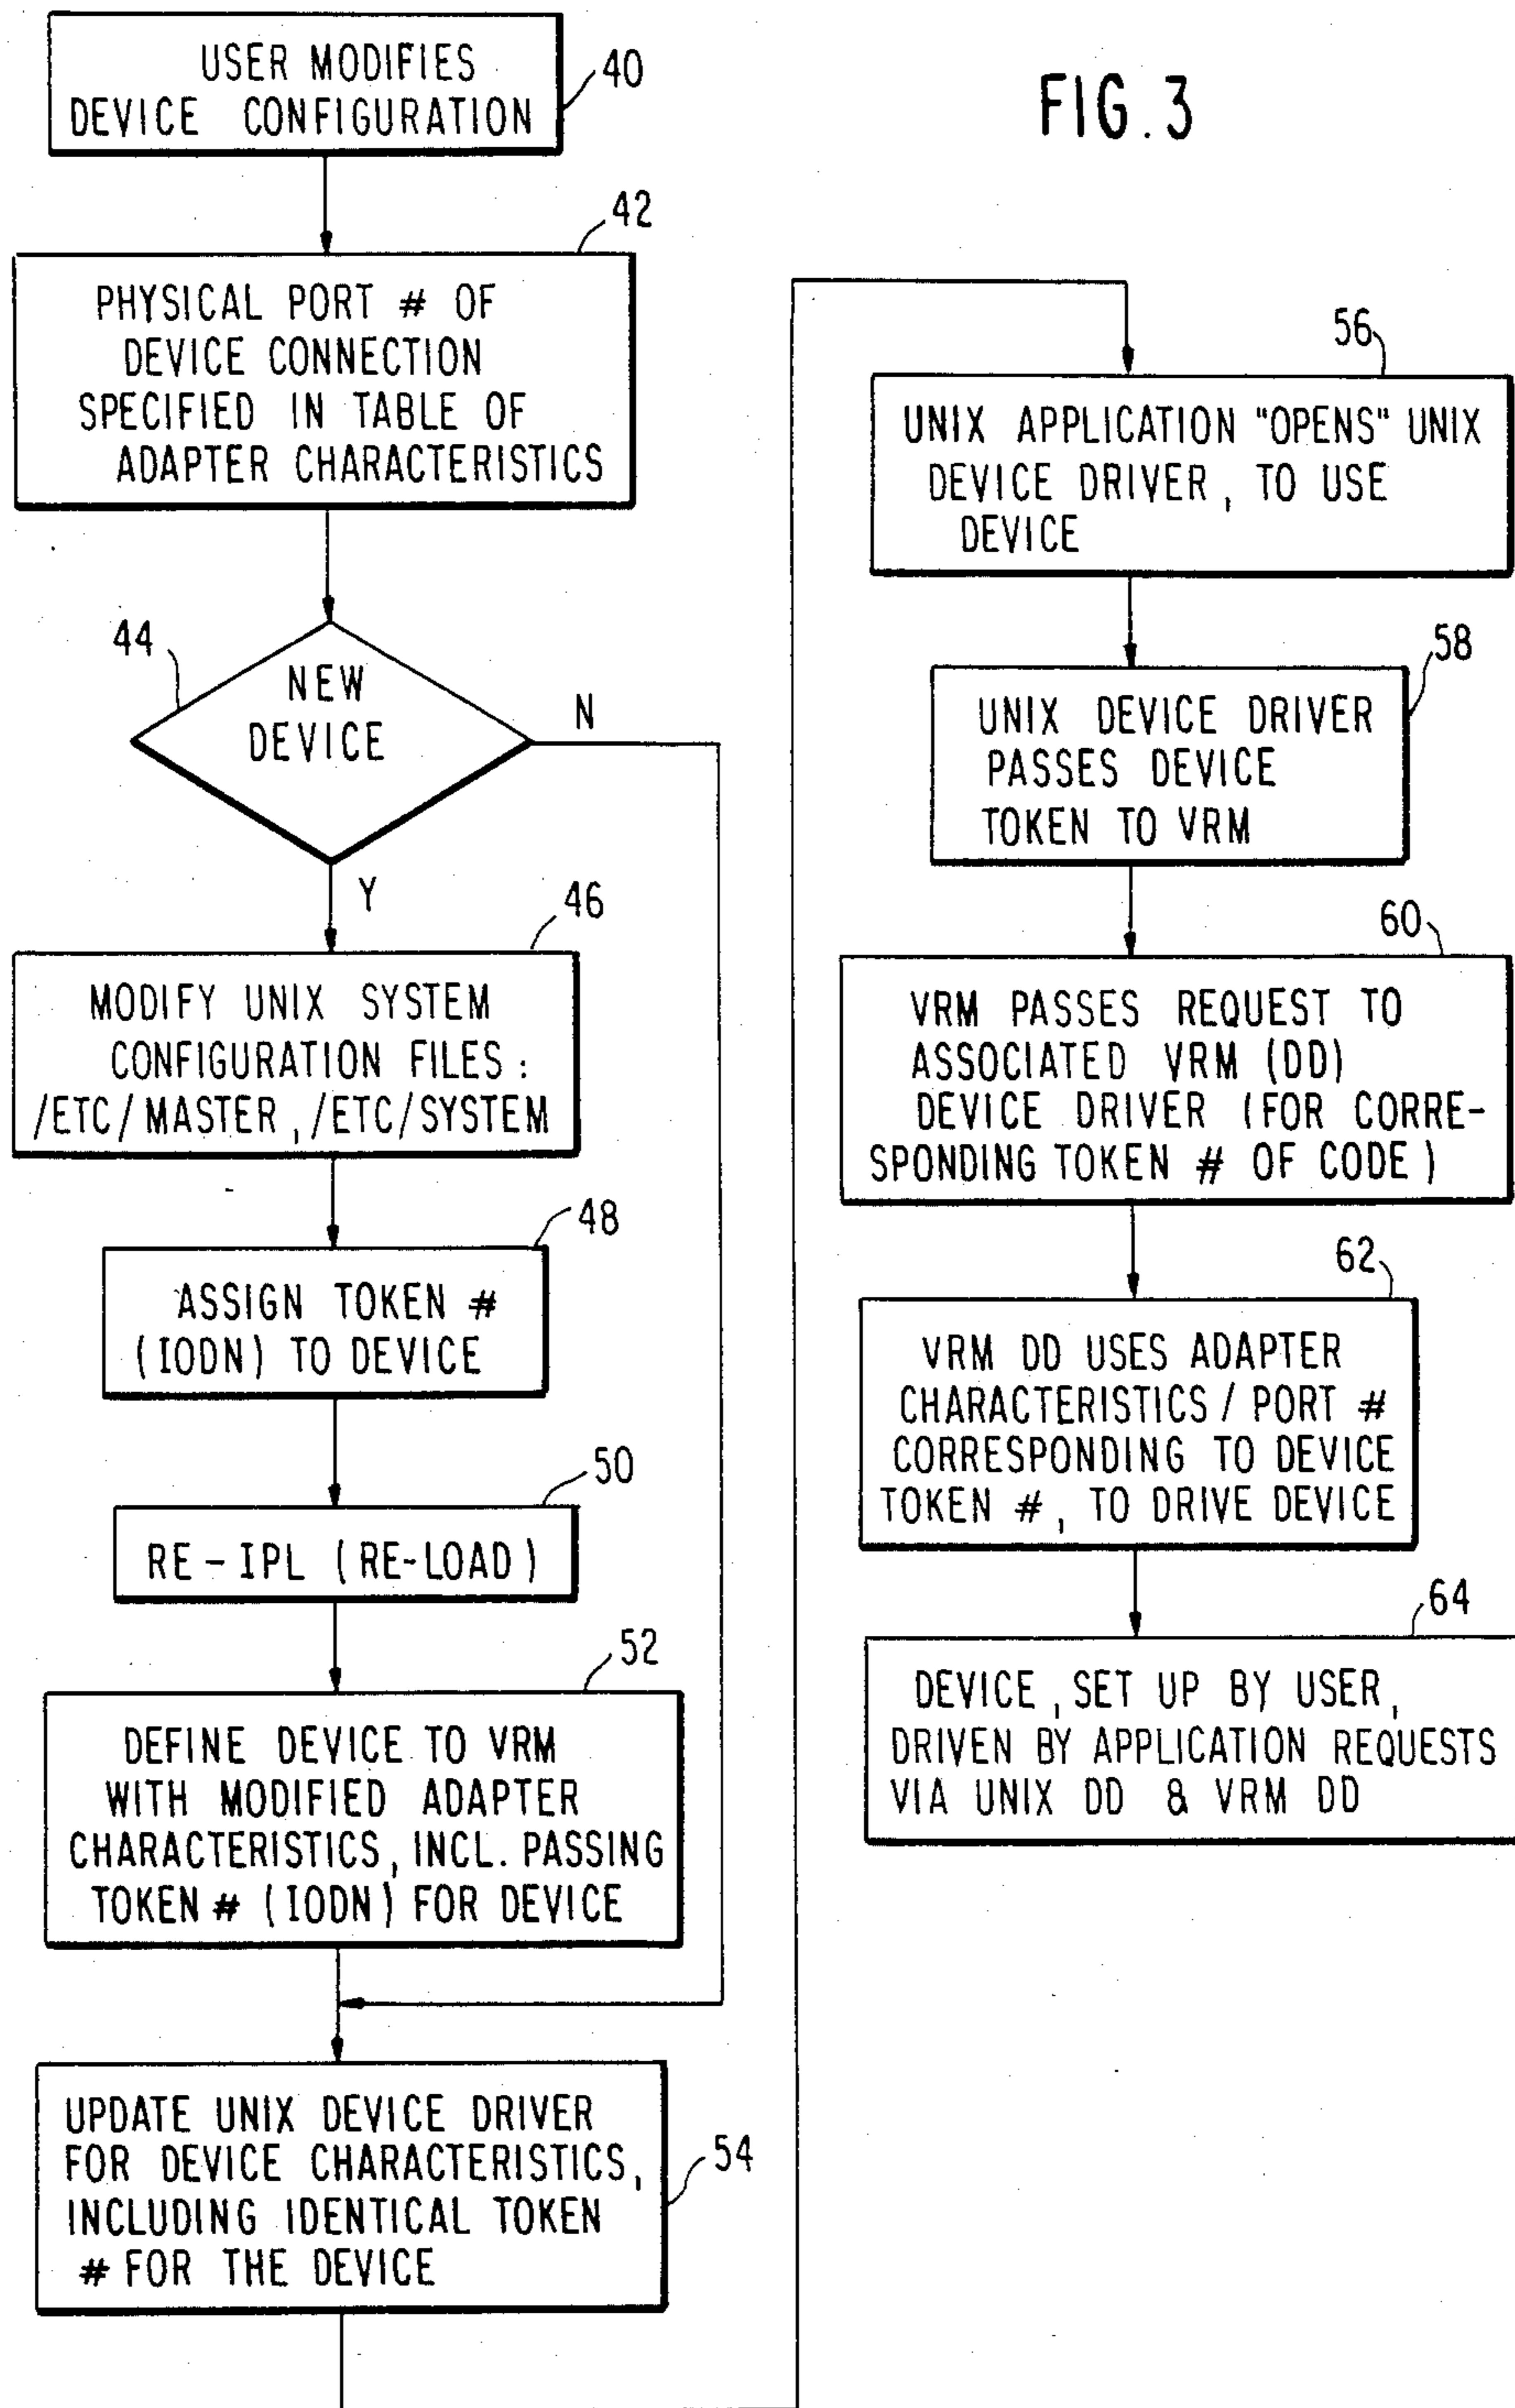 FIG. 3
USER MODIFIES
DEVICE CONFIGURATION
40
42
PHYSICAL PORT # OF
DEVICE CONNECTION
SPECIFIED IN TABLE OF
ADAPTER CHARACTERISTICS
44
NEW
DEVICE
N
Y
46
MODIFY UNIX SYSTEM
CONFIGURATION FILES:
/ETC/MASTER, /ETC/SYSTEM
48
ASSIGN TOKEN #
(IODN) TO DEVICE
50
RE-IPL (RE-LOAD)
52
DEFINE DEVICE TO VRM
WITH MODIFIED ADAPTER
CHARACTERISTICS, INCL. PASSING
TOKEN # (IODN) FOR DEVICE
UPDATE UNIX DEVICE DRIVER
FOR DEVICE CHARACTERISTICS,
INCLUDING IDENTICAL TOKEN
# FOR THE DEVICE
54
56
UNIX APPLICATION "OPENS" UNIX
DEVICE DRIVER, TO USE
DEVICE
58
UNIX DEVICE DRIVER
PASSES DEVICE
TOKEN TO VRM
60
VRM PASSES REQUEST TO
ASSOCIATED VRM (DD)
DEVICE DRIVER (FOR CORRE-
SPONDING TOKEN # OF CODE)
62
VRM DD USES ADAPTER
CHARACTERISTICS / PORT #
CORRESPONDING TO DEVICE
TOKEN #, TO DRIVE DEVICE
64
DEVICE, SET UP BY USER,
DRIVEN BY APPLICATION REQUESTS
VIA UNIX DD & VRM DD